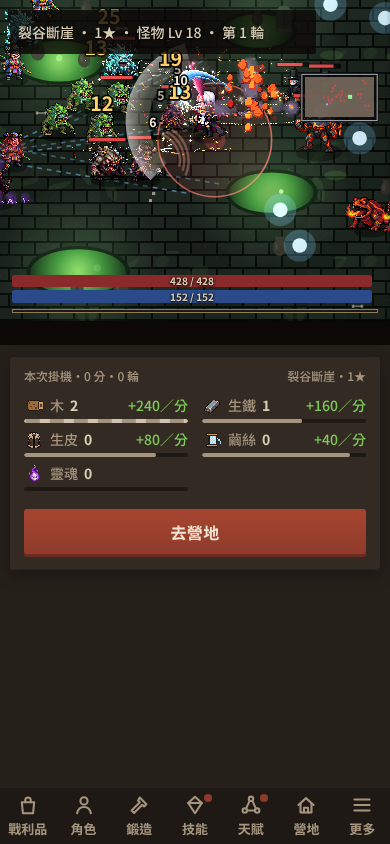 25
裂谷斷崖 · 1★ · 怪物 Lv 18 · 第 1 輪
13
19
5
10
13
5
12
6
428 / 428
152 / 152
本次掛機·0 分·0 輪
裂谷斷崖·1★
木 2 +240／分
生鐵 1 +160／分
生皮 0 +80／分
繭絲 0 +40／分
靈魂 0
去營地
戰利品
角色
鍛造
技能
天賦
營地
更多